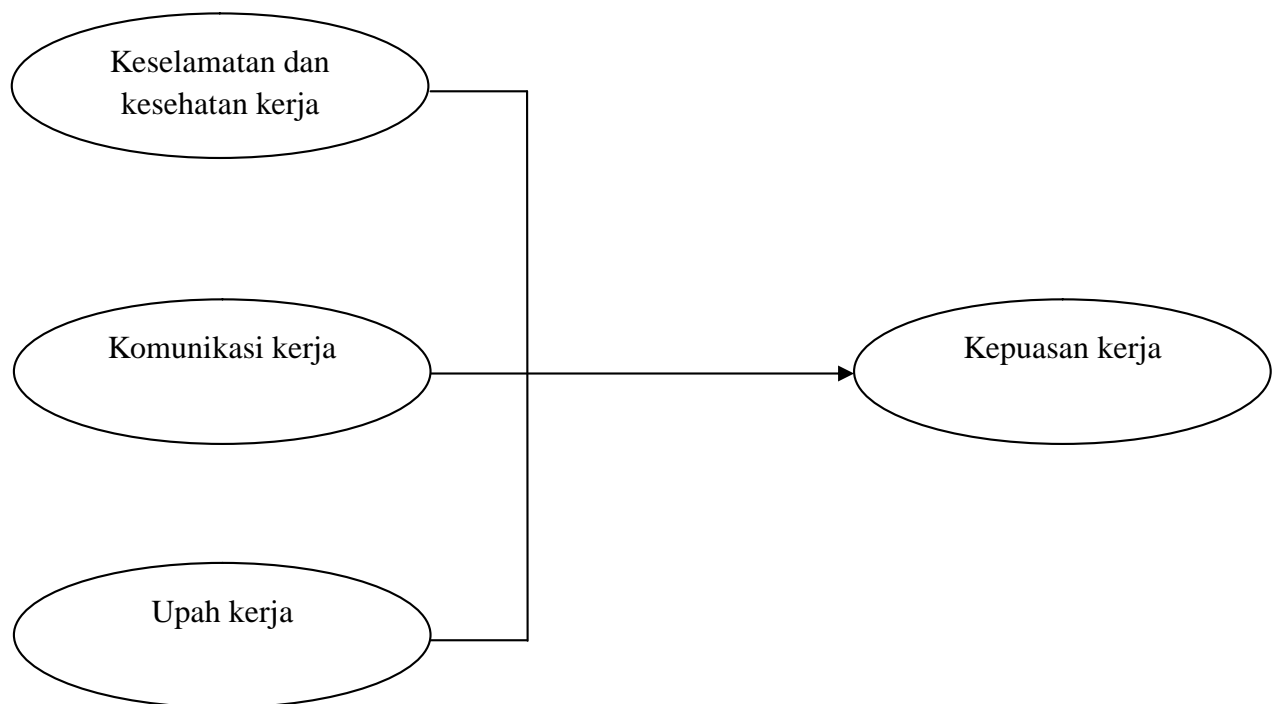 Keselamatan dan
kesehatan kerja
Komunikasi kerja
Kepuasan kerja
Upah kerja